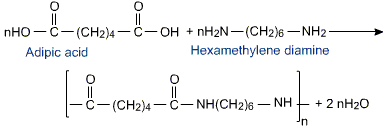 O O
nHO—C—(CH₂)₄—C—OH + nH₂N—(CH₂)₆—NH₂
Adipic acid Hexamethylene diamine
O O
[—C—(CH₂)₄—C—NH(CH₂)₆—NH—]n + 2 nH₂O